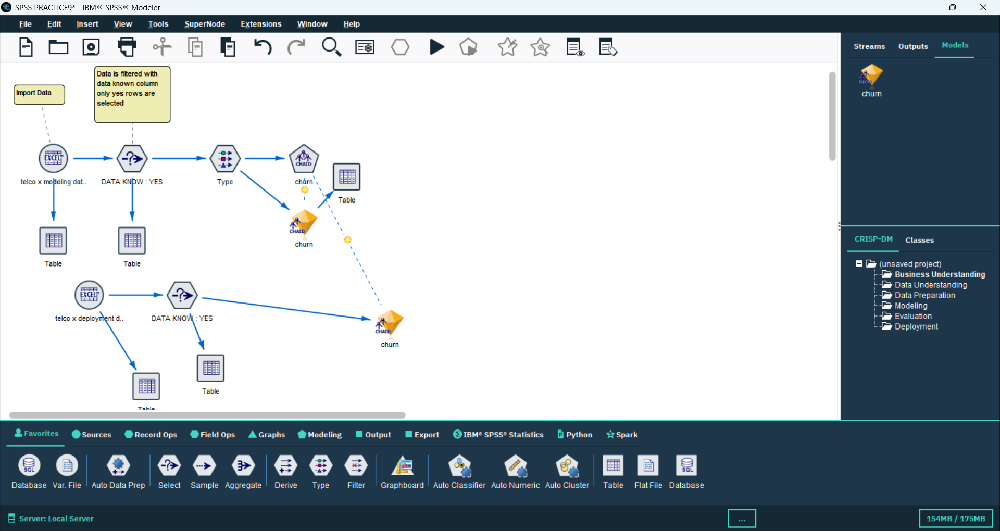 SPSS PRACTICE9* - IBM® SPSS® Modeler
File Edit Insert View Tools SuperNode Extensions Window Help
Streams Outputs Models
churn
Import Data
Data is filtered with
data known column
only yes rows are
selected
EXCEL™
telco x modeling dat..
DATA KNOW : YES
Type
CHAID
churn
Table
CHAID
churn
Table
Table
EXCEL™
telco x deployment d..
DATA KNOW : YES
CHAID
churn
Table
Table
CRISP-DM Classes
(unsaved project)
Business Understanding
Data Understanding
Data Preparation
Modeling
Evaluation
Deployment
Favorites Sources Record Ops Field Ops Graphs Modeling Output Export IBM® SPSS® Statistics Python Spark
SQL
SQL
Database Var. File Auto Data Prep Select Sample Aggregate Derive Type Filter Graphboard Auto Classifier Auto Numeric Auto Cluster Table Flat File Database
Server: Local Server
...
154MB / 175MB